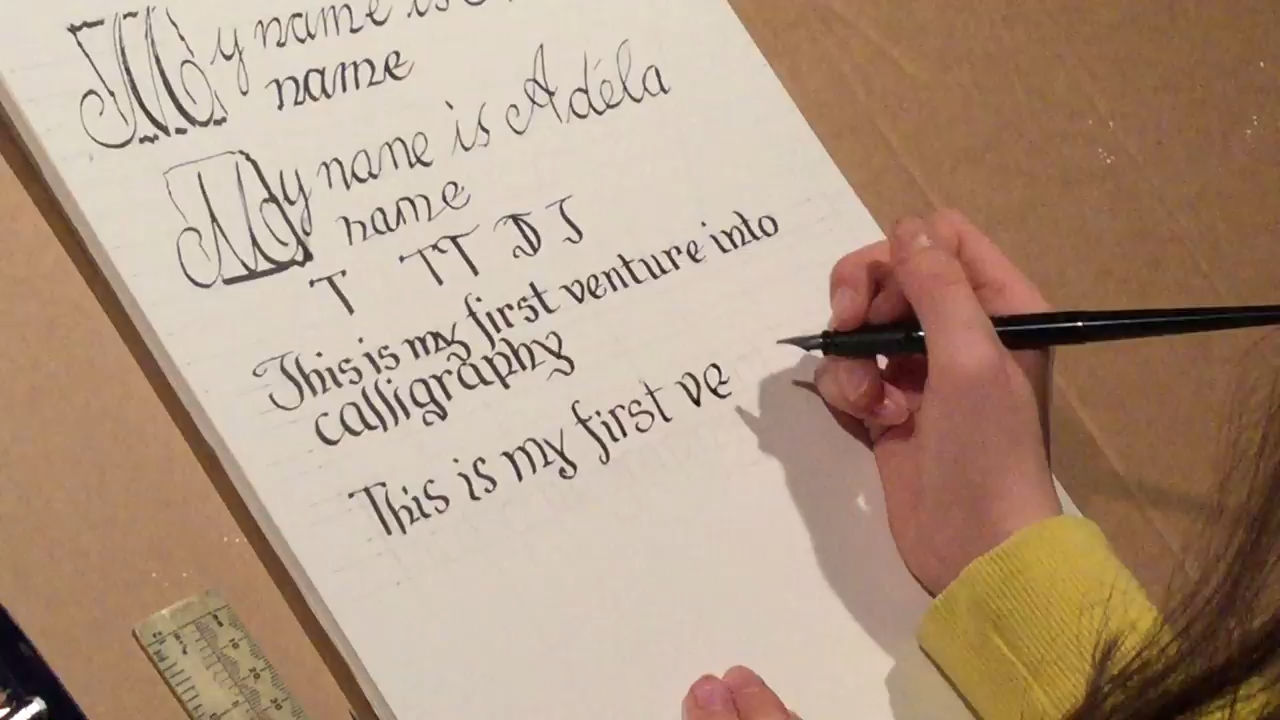 My name is
name
My name is Adéla
name
T TT D J
This is my first venture into
calligraphy
This is my first ve